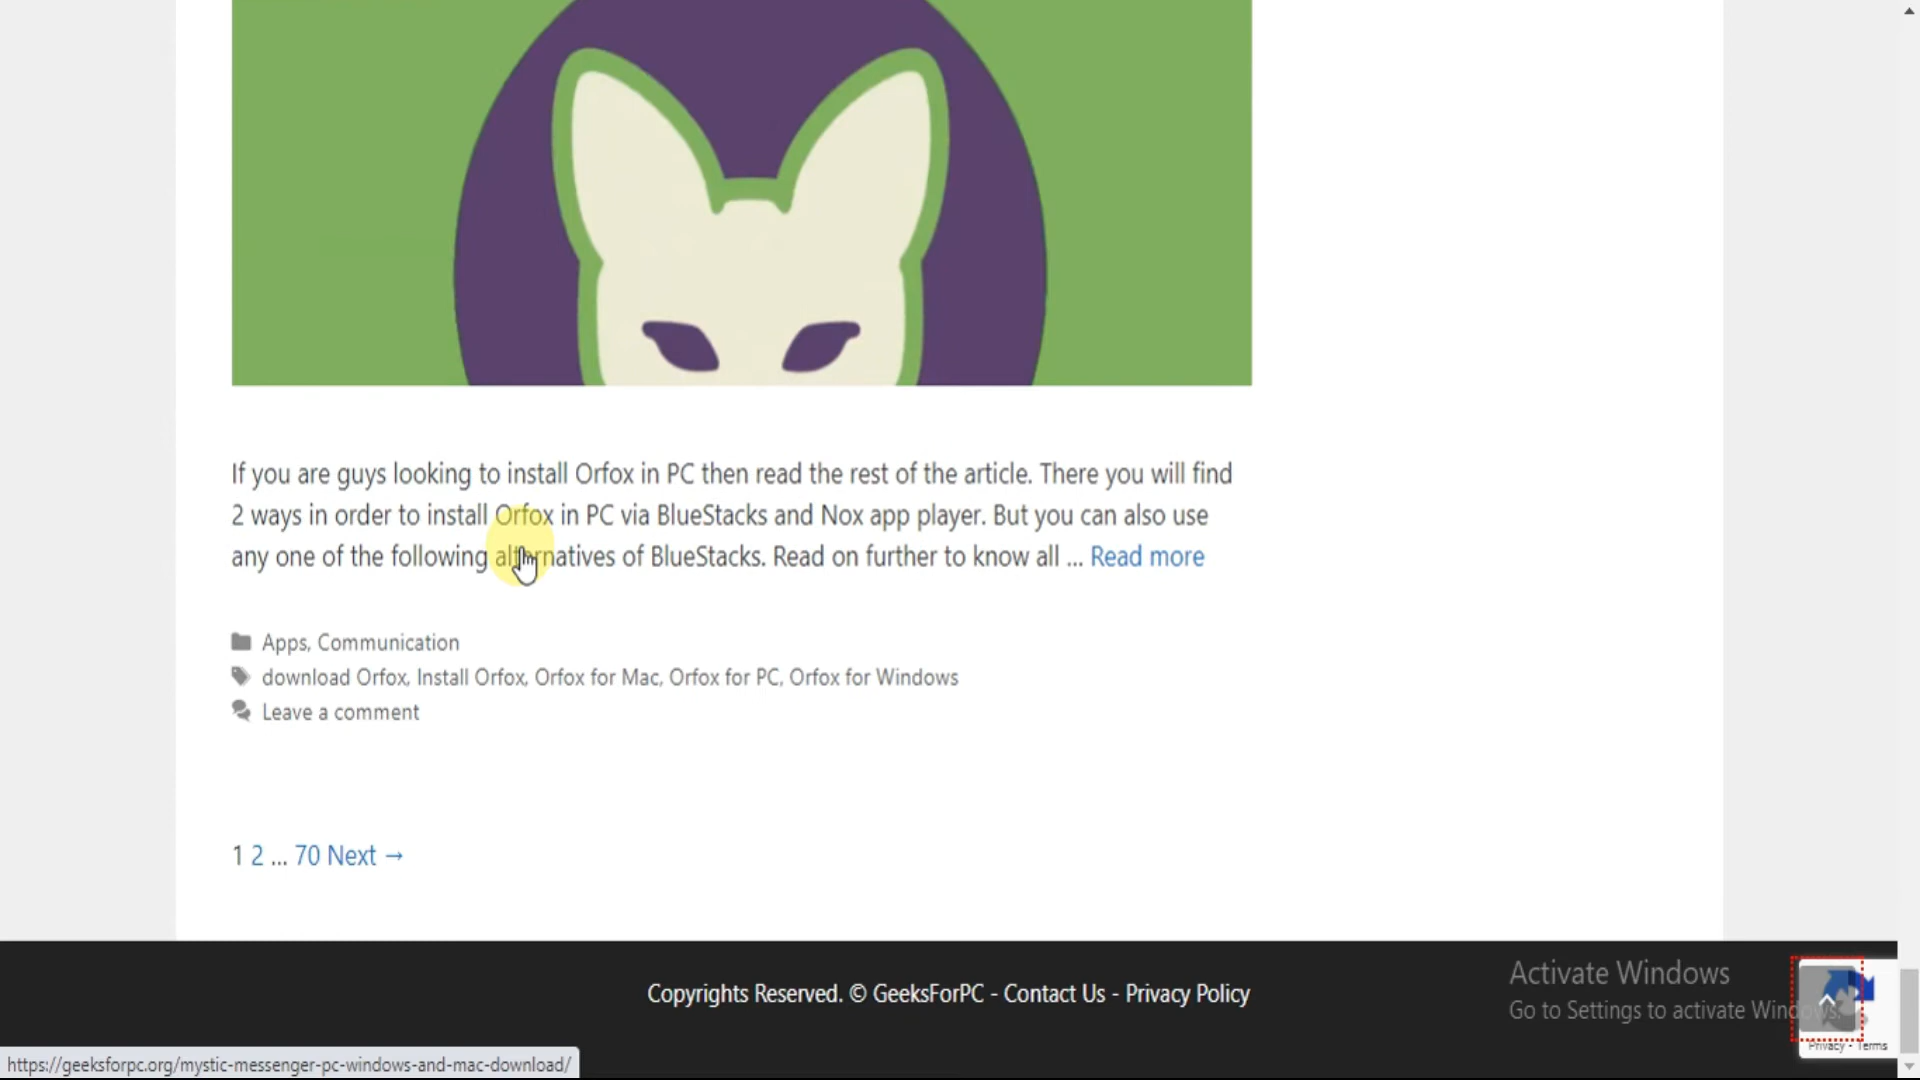 If you are guys looking to install Orfox in PC then read the rest of the article. There you will find
2 ways in order to install Orfox in PC via BlueStacks and Nox app player. But you can also use
any one of the following alternatives of BlueStacks. Read on further to know all ... Read more
Apps, Communication
download Orfox, Install Orfox, Orfox for Mac, Orfox for PC, Orfox for Windows
Leave a comment
1 2 … 70 Next →
Copyrights Reserved. © GeeksForPC - Contact Us - Privacy Policy
Activate Windows
Go to Settings to activate Windows.
Privacy - Terms
https://geeksforpc.org/mystic-messenger-pc-windows-and-mac-download/